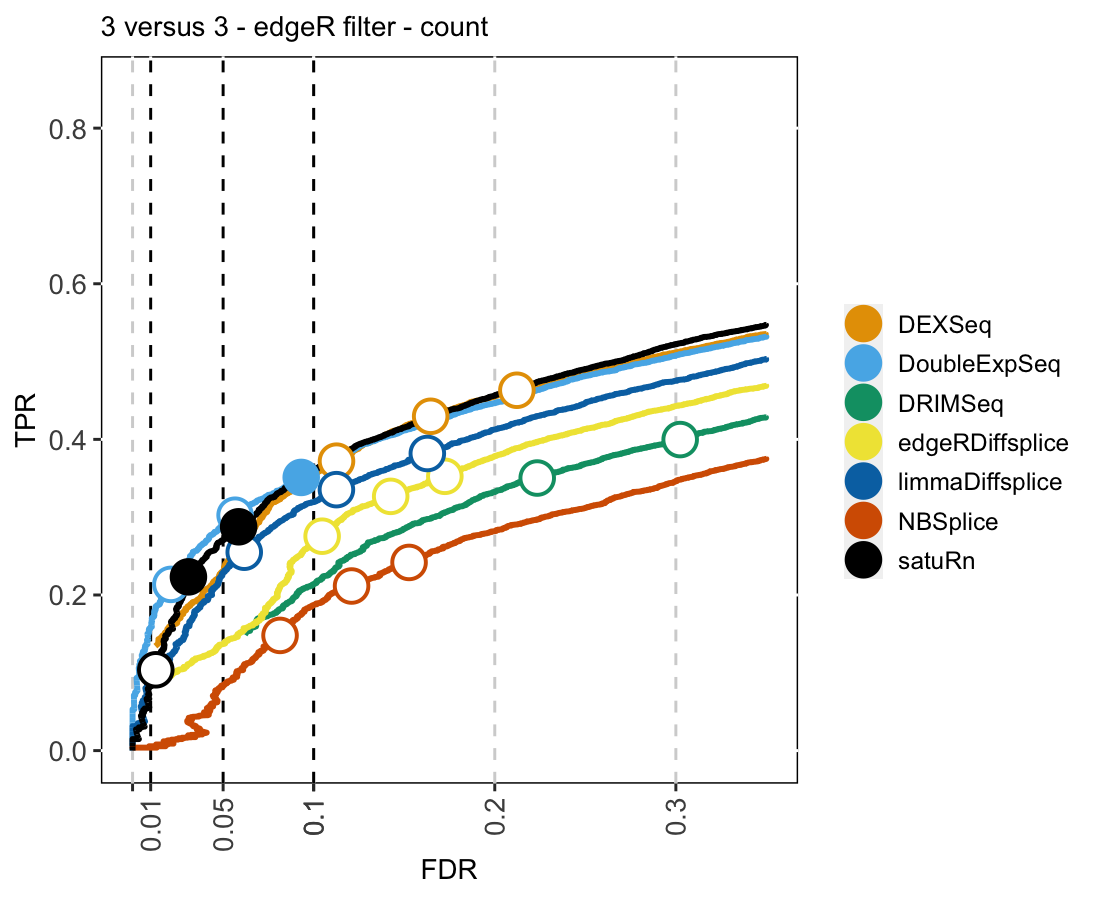 3 versus 3 - edgeR filter - count
TPR
0.8
0.6
0.4
0.2
0.0
0.01
0.05
0.1
0.2
0.3
FDR
DEXSeq
DoubleExpSeq
DRIMSeq
edgeRDiffsplice
limmaDiffsplice
NBSplice
satuRn